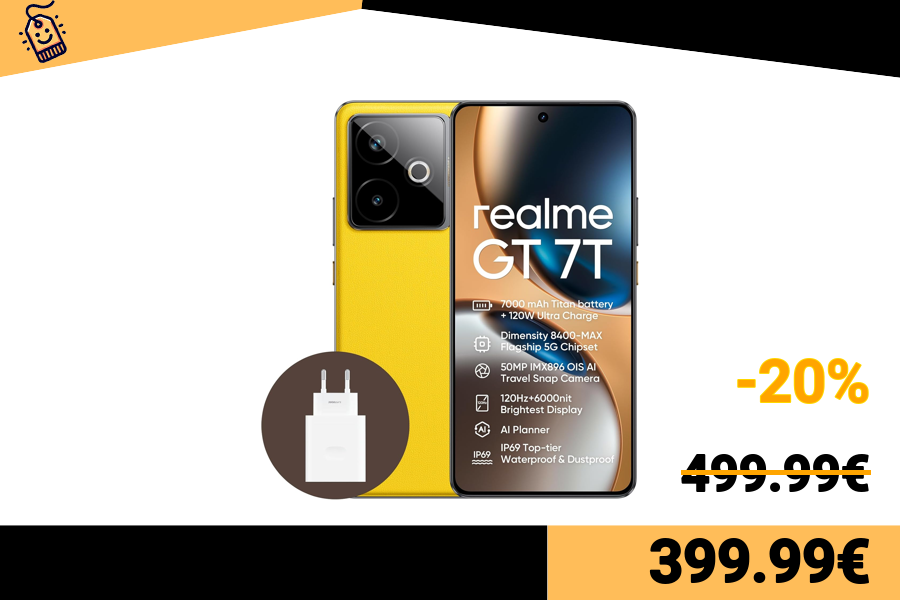 realme
GT 7T
7000 mAh Titan battery
+ 120W Ultra Charge
Dimensity 8400-MAX
Flagship 5G Chipset
50MP IMX896 OIS AI
Travel Snap Camera
120Hz+6000nit
Brightest Display
AI
AI Planner
IP69
IP69 Top-tier
Waterproof & Dustproof
-20%
499.99€
399.99€